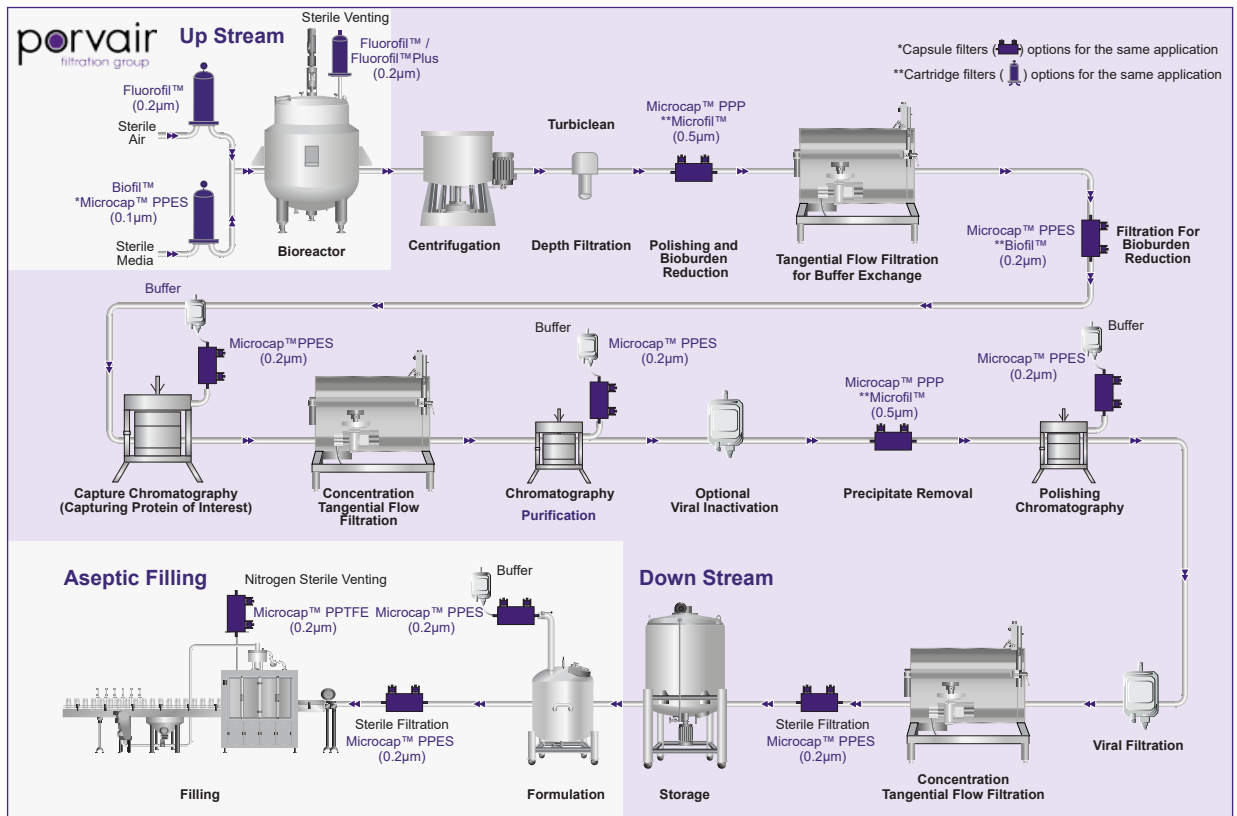 porvair
filtration group
Up Stream
Sterile Venting
Fluorofil™ /
Fluorofil™Plus
(0.2µm)
*Capsule filters ( ) options for the same application
**Cartridge filters ( ) options for the same application
Fluorofil™
(0.2µm)
Sterile
Air
Biofil™
*Microcap™ PPES
(0.1µm)
Sterile
Media
Bioreactor
Centrifugation
Turbiclean
Depth Filtration
Microcap™ PPP
**Microfil™
(0.5µm)
Polishing and
Bioburden
Reduction
Tangential Flow Filtration
for Buffer Exchange
Microcap™ PPES
**Biofil™
(0.2µm)
Filtration For
Bioburden
Reduction
Buffer
Microcap™PPES
(0.2µm)
Capture Chromatography
(Capturing Protein of Interest)
Concentration
Tangential Flow
Filtration
Buffer
Microcap™ PPES
(0.2µm)
Chromatography
Purification
Optional
Viral Inactivation
Microcap™ PPP
**Microfil™
(0.5µm)
Precipitate Removal
Buffer
Microcap™ PPES
(0.2µm)
Polishing
Chromatography
Aseptic Filling
Nitrogen Sterile Venting
Microcap™ PPTFE
(0.2µm)
Buffer
Microcap™ PPES
(0.2µm)
Down Stream
Sterile Filtration
Microcap™ PPES
(0.2µm)
Filling
Formulation
Storage
Sterile Filtration
Microcap™ PPES
(0.2µm)
Concentration
Tangential Flow Filtration
Viral Filtration